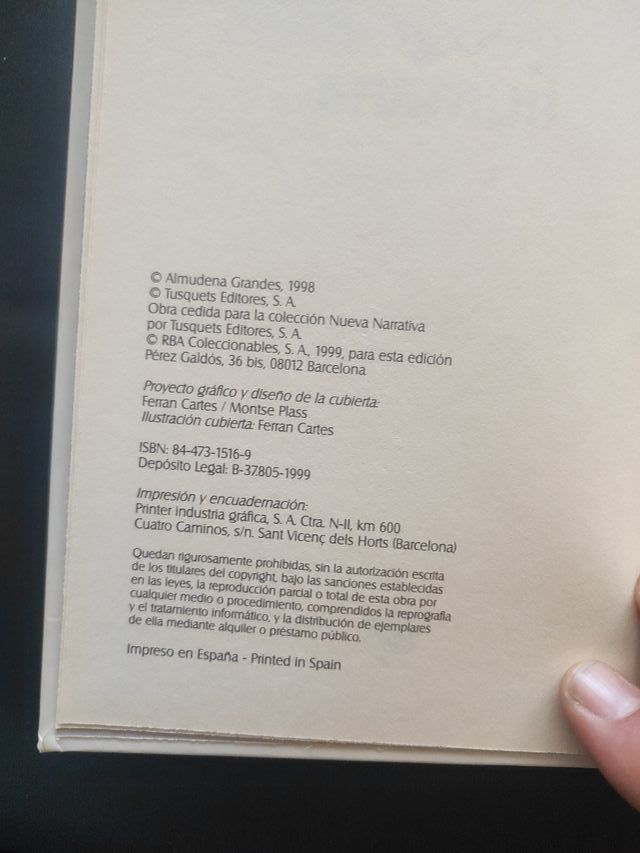 © Almudena Grandes, 1998
© Tusquets Editores, S. A.
Obra cedida para la colección Nueva Narrativa
por Tusquets Editores, S. A.
© RBA Coleccionables, S. A., 1999, para esta edición
Pérez Galdós, 36 bis, 08012 Barcelona
Proyecto gráfico y diseño de la cubierta:
Ferran Cartes / Montse Plass
Ilustración cubierta: Ferran Cartes
ISBN: 84-473-1516-9
Depósito Legal: B-37.805-1999
Impresión y encuadernación:
Printer industria gráfica, S. A. Ctra. N-II, km 600
Cuatro Caminos, s/n. Sant Vicenç dels Horts (Barcelona)
Quedan rigurosamente prohibidas, sin la autorización escrita
de los titulares del copyright, bajo las sanciones establecidas
en las leyes, la reproducción parcial o total de esta obra por
cualquier medio o procedimiento, comprendidos la reprografía
y el tratamiento informático, y la distribución de ejemplares
de ella mediante alquiler o préstamo público.
Impreso en España - Printed in Spain